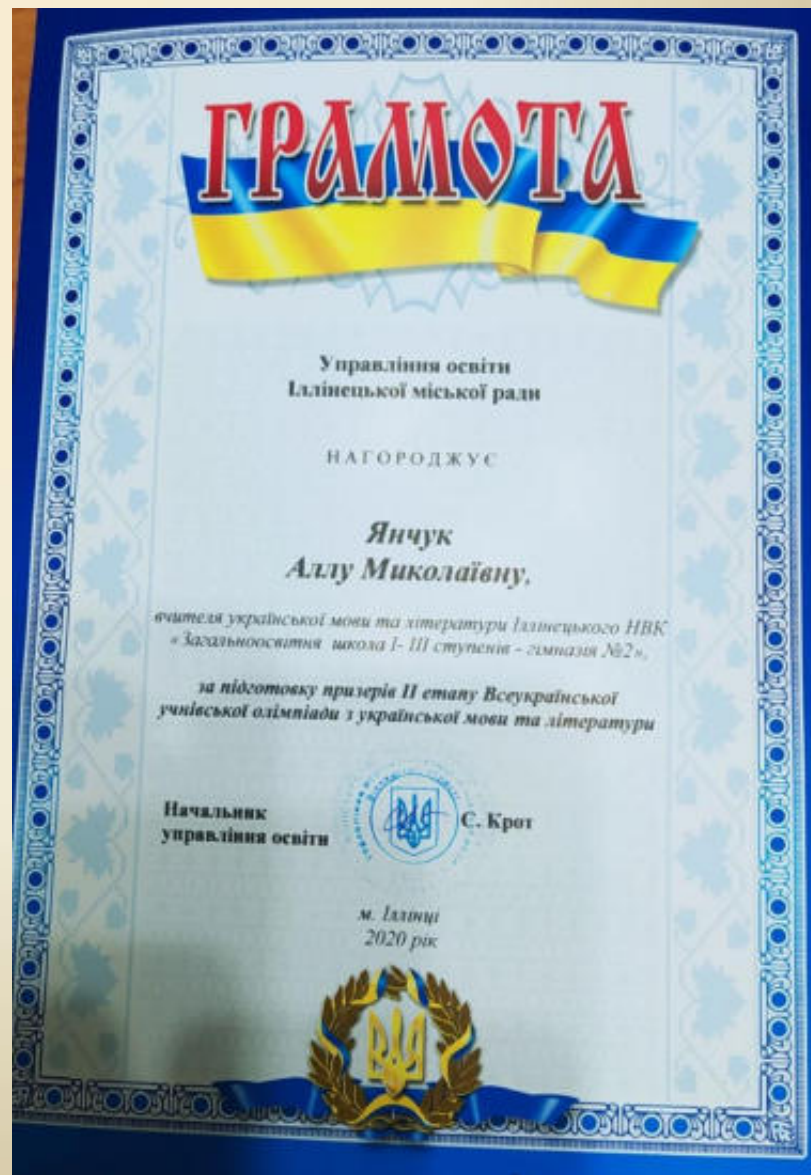 ГРАМОТА
Управління освіти
Іллінецької міської ради
НАГОРОДЖУЄ
Янчук
Аллу Миколаївну,
вчителя української мови та літератури Іллінецького НВК
«Загальноосвітня школа І- ІІІ ступенів - гімназія №2»,
за підготовку призерів ІІ етапу Всеукраїнської
учнівської олімпіади з української мови та літератури
Начальник
управління освіти
С. Крот
м. Іллінці
2020 рік